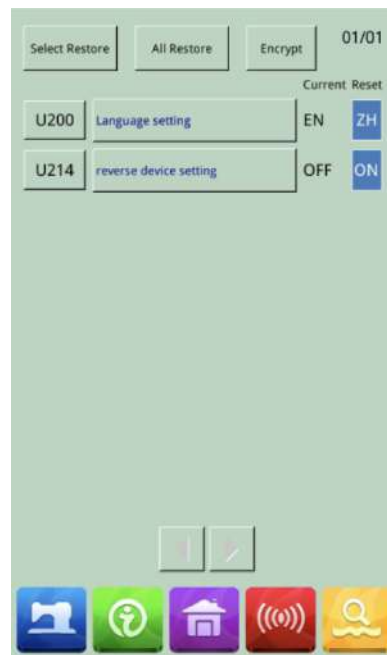 Select Restore All Restore Encrypt 01/01
Current Reset
U200 Language setting EN ZH
U214 reverse device setting OFF ON